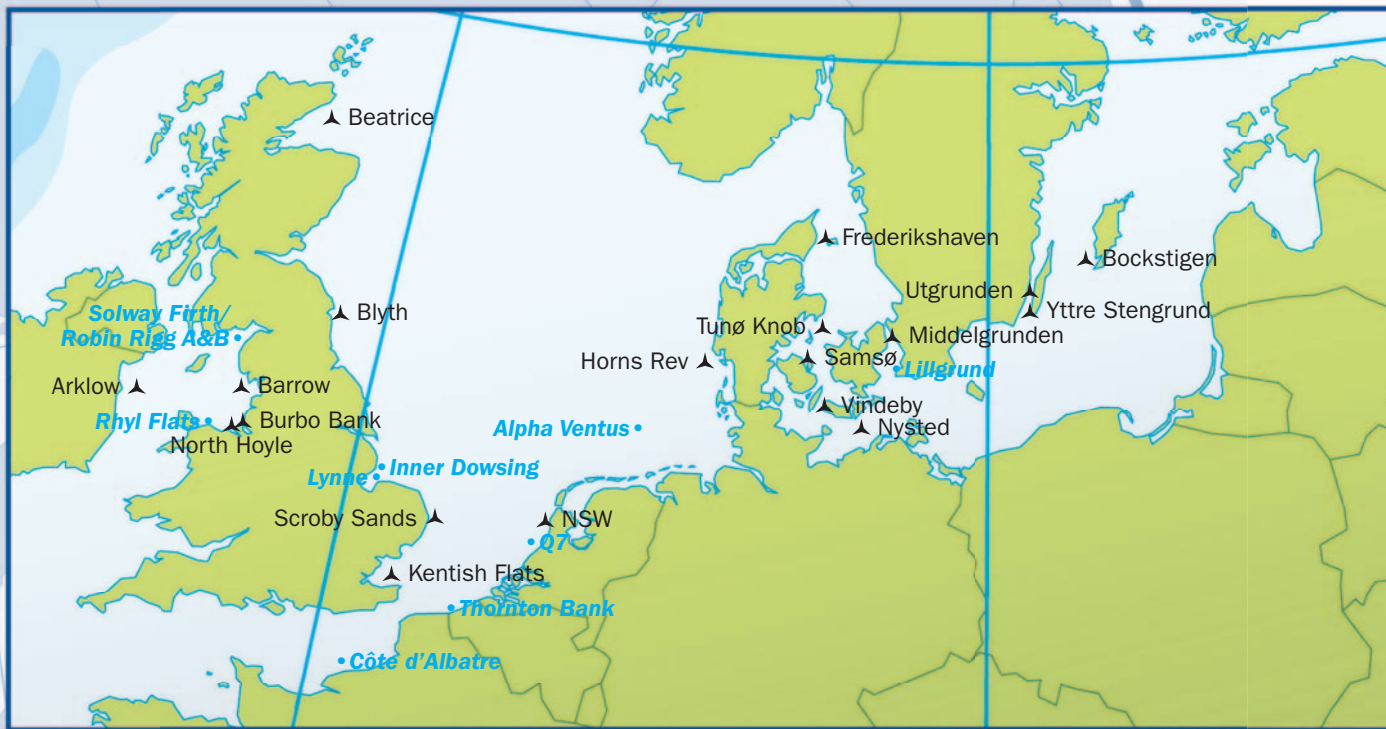 Beatrice
Frederikshaven
Bockstigen
Utgrunden
Yttre Stengrund
Solway Firth/
Robin Rigg A&B
Blyth
Tunø Knob
Middelgrunden
Horns Rev
Samsø
Lillgrund
Arklow
Barrow
Vindeby
Rhyl Flats
Burbo Bank
Alpha Ventus
Nysted
North Hoyle
Inner Dowsing
Lynne
Scroby Sands
NSW
Q7
Kentish Flats
Thornton Bank
Côte d'Albatre